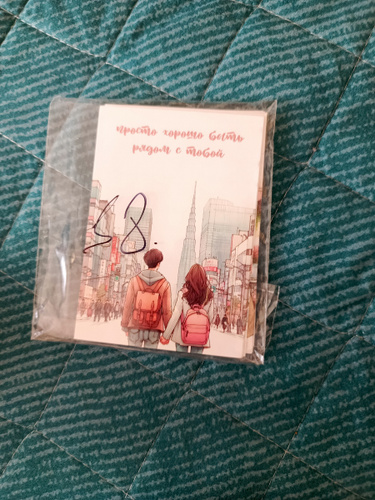 просто хорошо быть
рядом с тобой
58.